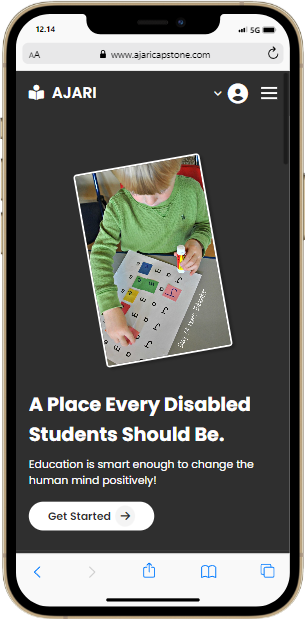 12.14
5G
AA
www.ajaricapstone.com
AJARI
A Place Every Disabled
Students Should Be.
Education is smart enough to change the
human mind positively!
Get Started